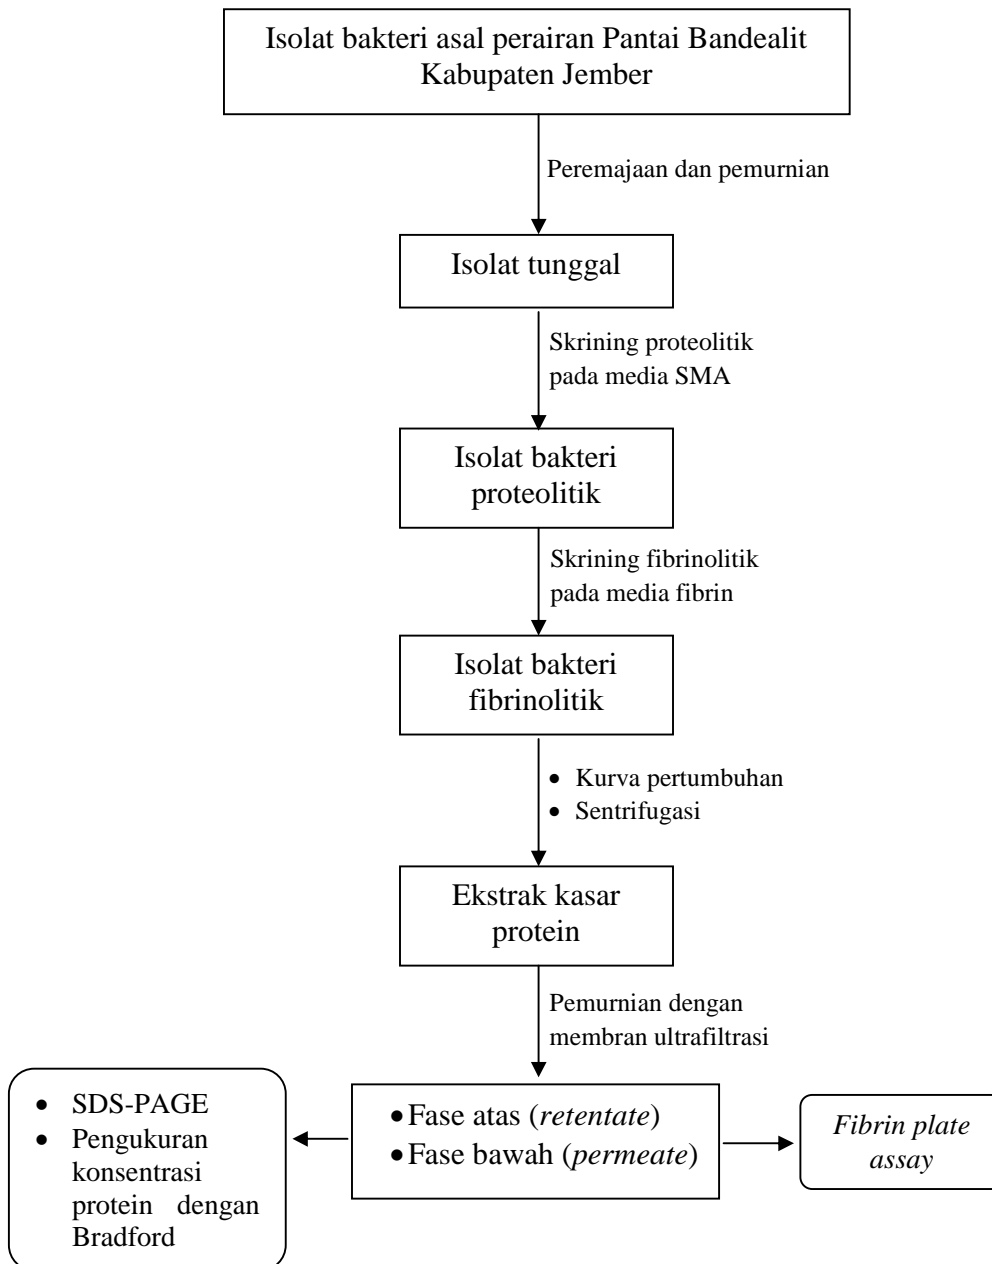 Isolat bakteri asal perairan Pantai Bandealit
Kabupaten Jember
Peremajaan dan pemurnian
Isolat tunggal
Skrining proteolitik
pada media SMA
Isolat bakteri
proteolitik
Skrining fibrinolitik
pada media fibrin
Isolat bakteri
fibrinolitik
• Kurva pertumbuhan
• Sentrifugasi
Ekstrak kasar
protein
Pemurnian dengan
membran ultrafiltrasi
• SDS-PAGE
• Pengukuran
konsentrasi
protein dengan
Bradford
• Fase atas (retentate)
• Fase bawah (permeate)
Fibrin plate
assay